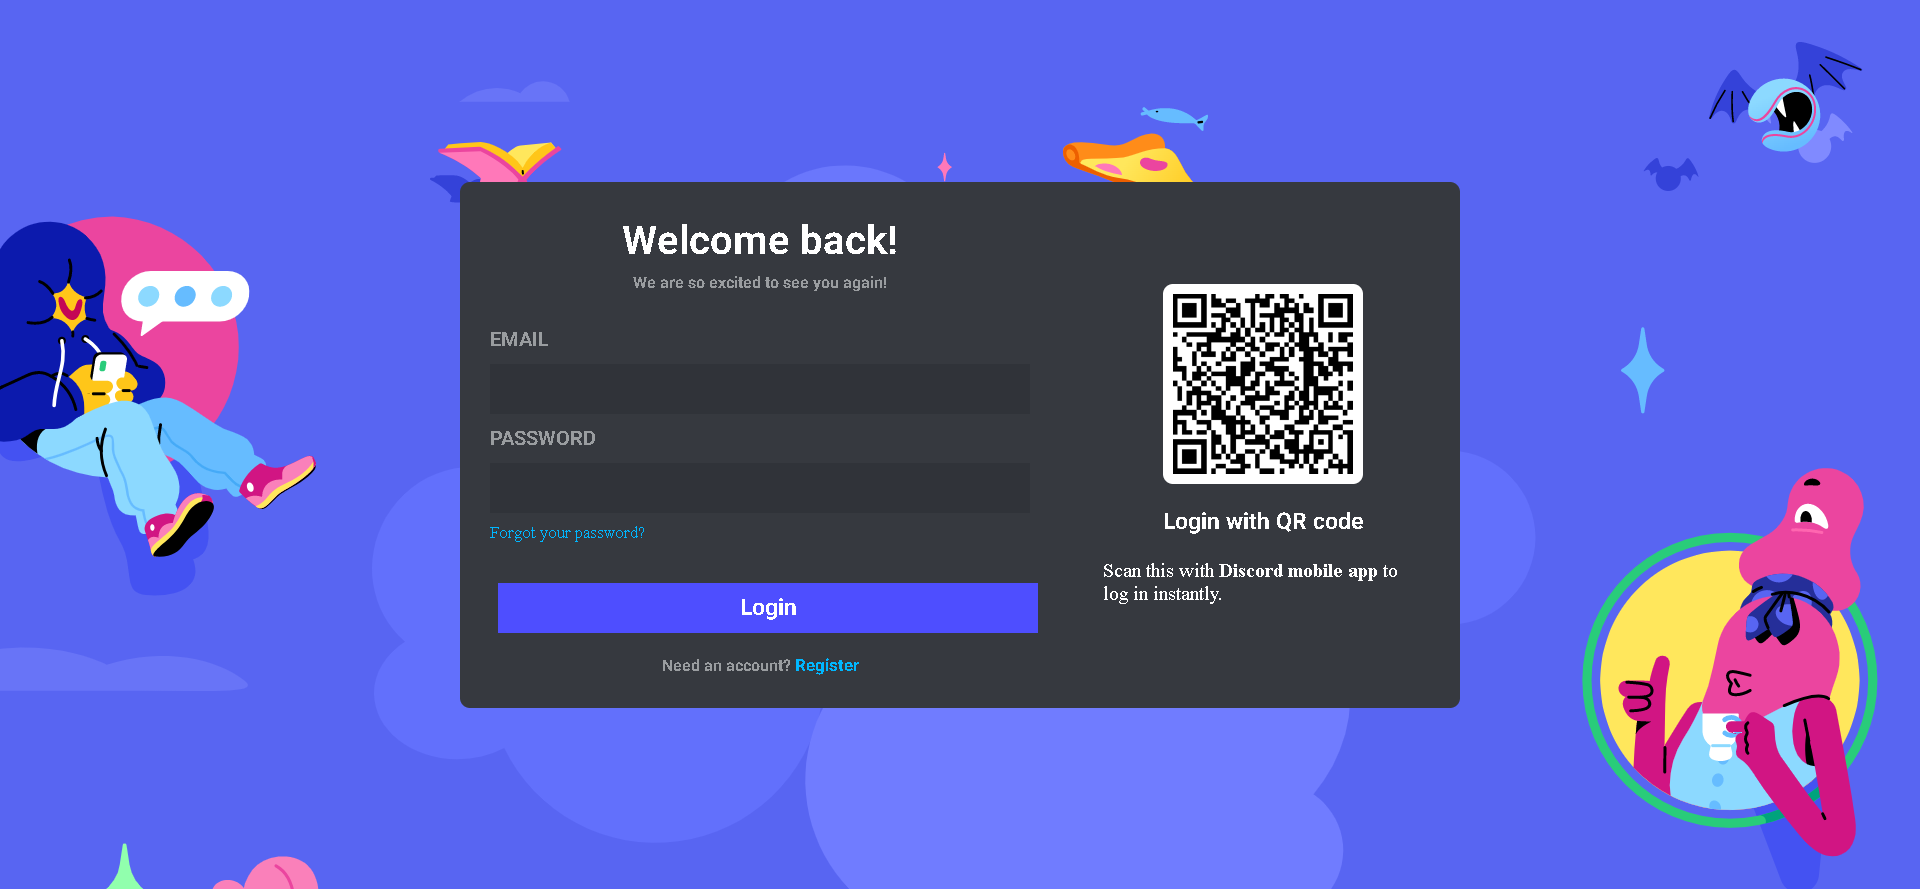 Welcome back!
We are so excited to see you again!
EMAIL
PASSWORD
Forgot your password?
Login
Need an account? Register
Login with QR code
Scan this with Discord mobile app to
log in instantly.